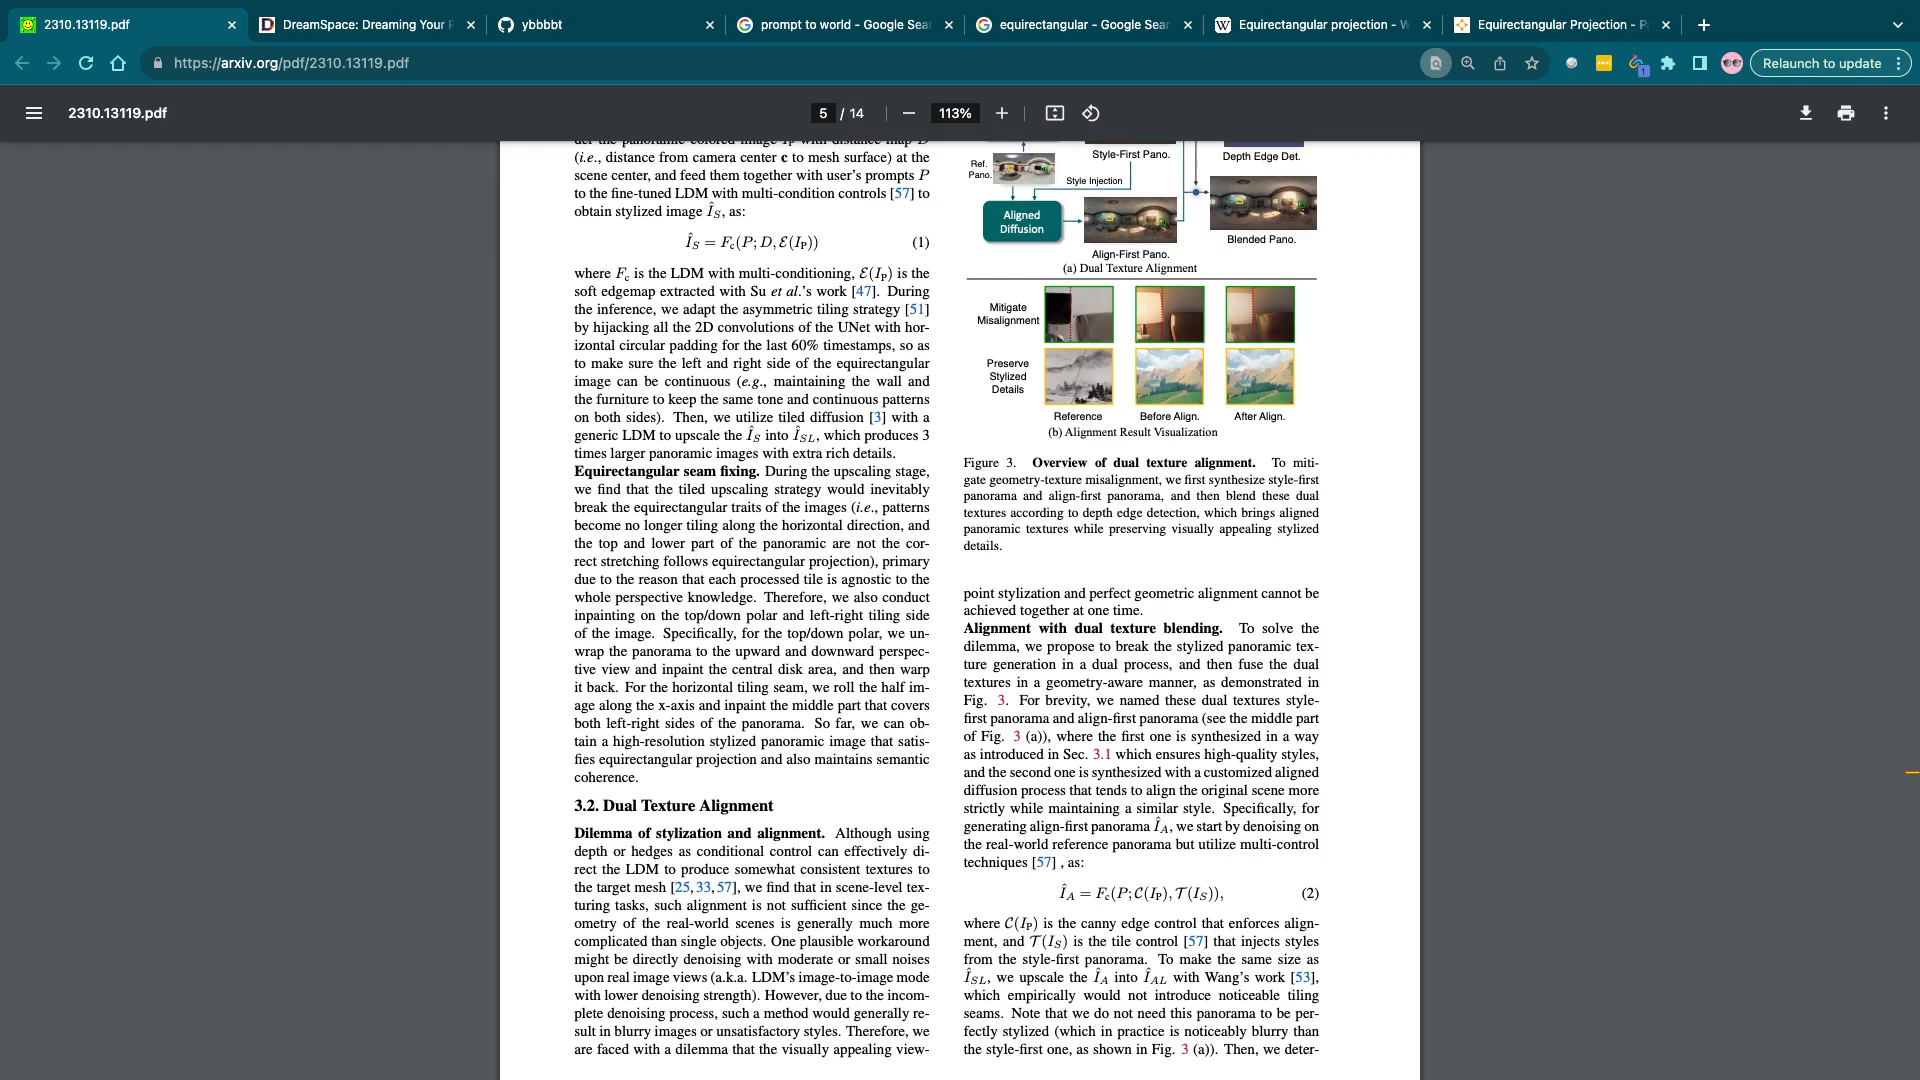 2310.13119.pdf
DreamSpace: Dreaming Your R
ybbbbt
prompt to world - Google Sear
equirectangular - Google Sear
Equirectangular projection - W
Equirectangular Projection - P
https://arxiv.org/pdf/2310.13119.pdf
1
Relaunch to update
2310.13119.pdf
5 / 14
113%
der the panoramic colored image I_P with distance map D
(i.e., distance from camera center c to mesh surface) at the
scene center, and feed them together with user's prompts P
to the fine-tuned LDM with multi-condition controls [57] to
obtain stylized image Î_S, as:
Î_S = F_c(P; D, ℰ(I_P)) (1)
where F_c is the LDM with multi-conditioning, ℰ(I_P) is the
soft edgemap extracted with Su et al.'s work [47]. During
the inference, we adapt the asymmetric tiling strategy [51]
by hijacking all the 2D convolutions of the UNet with hor-
izontal circular padding for the last 60% timestamps, so as
to make sure the left and right side of the equirectangular
image can be continuous (e.g., maintaining the wall and
the furniture to keep the same tone and continuous patterns
on both sides). Then, we utilize tiled diffusion [3] with a
generic LDM to upscale the Î_S into Î_SL, which produces 3
times larger panoramic images with extra rich details.
Equirectangular seam fixing. During the upscaling stage,
we find that the tiled upscaling strategy would inevitably
break the equirectangular traits of the images (i.e., patterns
become no longer tiling along the horizontal direction, and
the top and lower part of the panoramic are not the cor-
rect stretching follows equirectangular projection), primary
due to the reason that each processed tile is agnostic to the
whole perspective knowledge. Therefore, we also conduct
inpainting on the top/down polar and left-right tiling side
of the image. Specifically, for the top/down polar, we un-
wrap the panorama to the upward and downward perspec-
tive view and inpaint the central disk area, and then warp
it back. For the horizontal tiling seam, we roll the half im-
age along the x-axis and inpaint the middle part that covers
both left-right sides of the panorama. So far, we can ob-
tain a high-resolution stylized panoramic image that satis-
fies equirectangular projection and also maintains semantic
coherence.
3.2. Dual Texture Alignment
Dilemma of stylization and alignment. Although using
depth or hedges as conditional control can effectively di-
rect the LDM to produce somewhat consistent textures to
the target mesh [25, 33, 57], we find that in scene-level tex-
turing tasks, such alignment is not sufficient since the ge-
ometry of the real-world scenes is generally much more
complicated than single objects. One plausible workaround
might be directly denoising with moderate or small noises
upon real image views (a.k.a. LDM's image-to-image mode
with lower denoising strength). However, due to the incom-
plete denoising process, such a method would generally re-
sult in blurry images or unsatisfactory styles. Therefore, we
are faced with a dilemma that the visually appealing view-
Style-First Pano.
Depth Edge Det.
Ref.
Pano.
Style Injection
Aligned
Diffusion
Blended Pano.
Align-First Pano.
(a) Dual Texture Alignment
Mitigate
Misalignment
Preserve
Stylized
Details
Reference Before Align. After Align.
(b) Alignment Result Visualization
Figure 3. Overview of dual texture alignment. To miti-
gate geometry-texture misalignment, we first synthesize style-first
panorama and align-first panorama, and then blend these dual
textures according to depth edge detection, which brings aligned
panoramic textures while preserving visually appealing stylized
details.
point stylization and perfect geometric alignment cannot be
achieved together at one time.
Alignment with dual texture blending. To solve the
dilemma, we propose to break the stylized panoramic tex-
ture generation in a dual process, and then fuse the dual
textures in a geometry-aware manner, as demonstrated in
Fig. 3. For brevity, we named these dual textures style-
first panorama and align-first panorama (see the middle part
of Fig. 3 (a)), where the first one is synthesized in a way
as introduced in Sec. 3.1 which ensures high-quality styles,
and the second one is synthesized with a customized aligned
diffusion process that tends to align the original scene more
strictly while maintaining a similar style. Specifically, for
generating align-first panorama Î_A, we start by denoising on
the real-world reference panorama but utilize multi-control
techniques [57] , as:
Î_A = F_c(P; 𝒞(I_P), 𝒯(I_S)), (2)
where 𝒞(I_P) is the canny edge control that enforces align-
ment, and 𝒯(I_S) is the tile control [57] that injects styles
from the style-first panorama. To make the same size as
Î_SL, we upscale the Î_A into Î_AL with Wang's work [53],
which empirically would not introduce noticeable tiling
seams. Note that we do not need this panorama to be per-
fectly stylized (which in practice is noticeably blurry than
the style-first one, as shown in Fig. 3 (a)). Then, we deter-